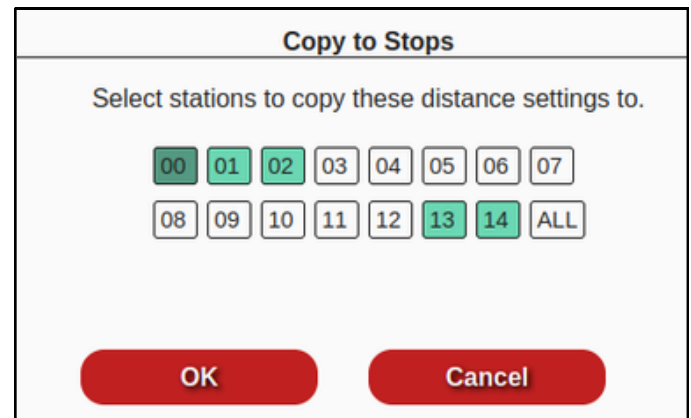 Copy to Stops
Select stations to copy these distance settings to.
00 01 02 03 04 05 06 07
08 09 10 11 12 13 14 ALL
OK Cancel